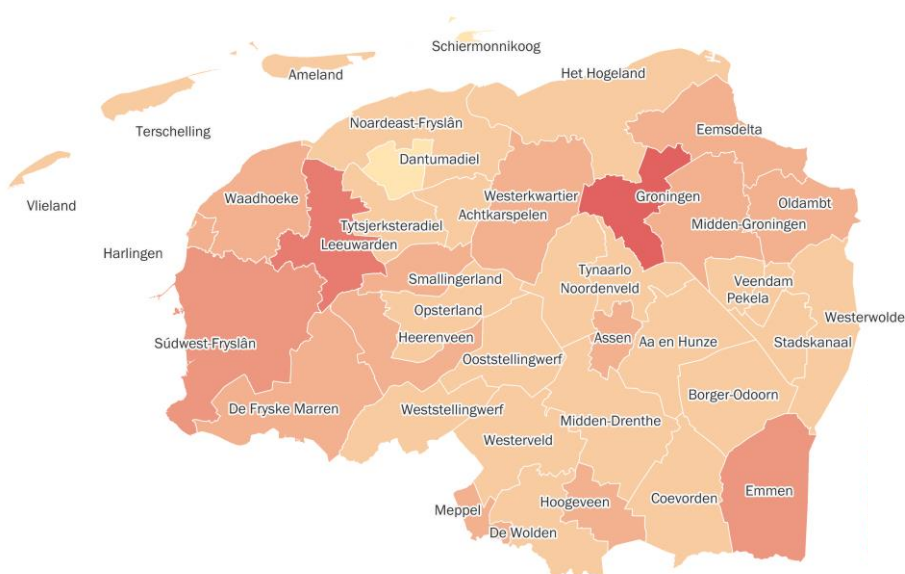 Schiermonnikoog
Ameland
Het Hogeland
Terschelling
Noardeast-Fryslân
Eemsdelta
Dantumadiel
Vlieland
Waadhoeke
Westerkwartier
Groningen
Oldambt
Achtkarspelen
Tytsjerksteradiel
Midden-Groningen
Leeuwarden
Harlingen
Smallingerland
Tynaarlo
Veendam
Noordenveld
Pekela
Opsterland
Westerwolde
Súdwest-Fryslân
Heerenveen
Assen
Aa en Hunze
Stadskanaal
Ooststellingwerf
Borger-Odoorn
De Fryske Marren
Weststellingwerf
Midden-Drenthe
Westerveld
Emmen
Meppel
Hoogeveen
Coevorden
De Wolden